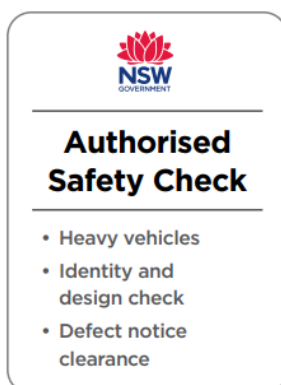 NSW
GOVERNMENT
Authorised
Safety Check
• Heavy vehicles
• Identity and
design check
• Defect notice
clearance